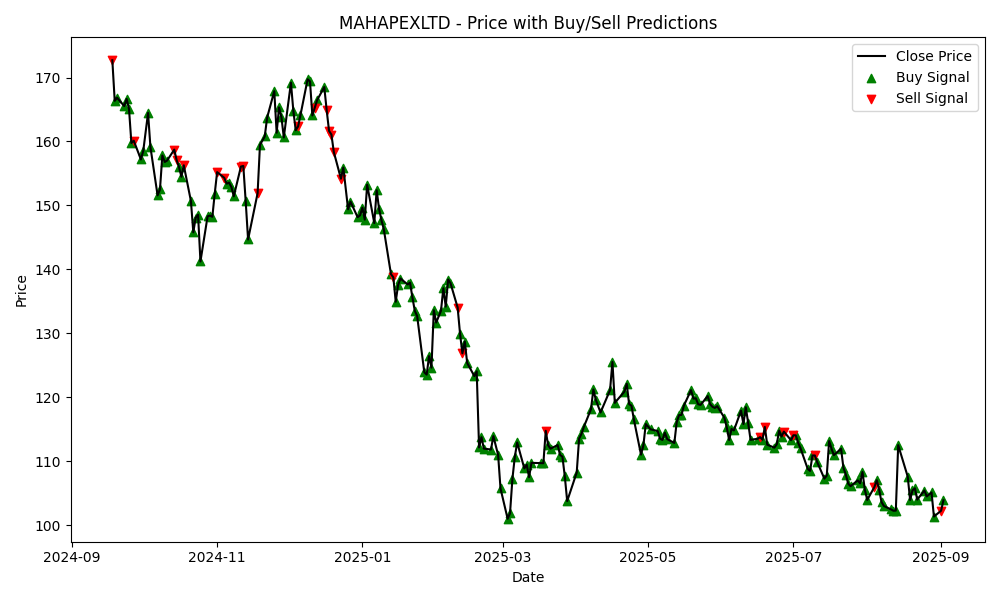 MAHAPEXLTD - Price with Buy/Sell Predictions
Close Price
Buy Signal
Sell Signal
Price
170
160
150
140
130
120
110
100
2024-09
2024-11
2025-01
2025-03
2025-05
2025-07
2025-09
Date